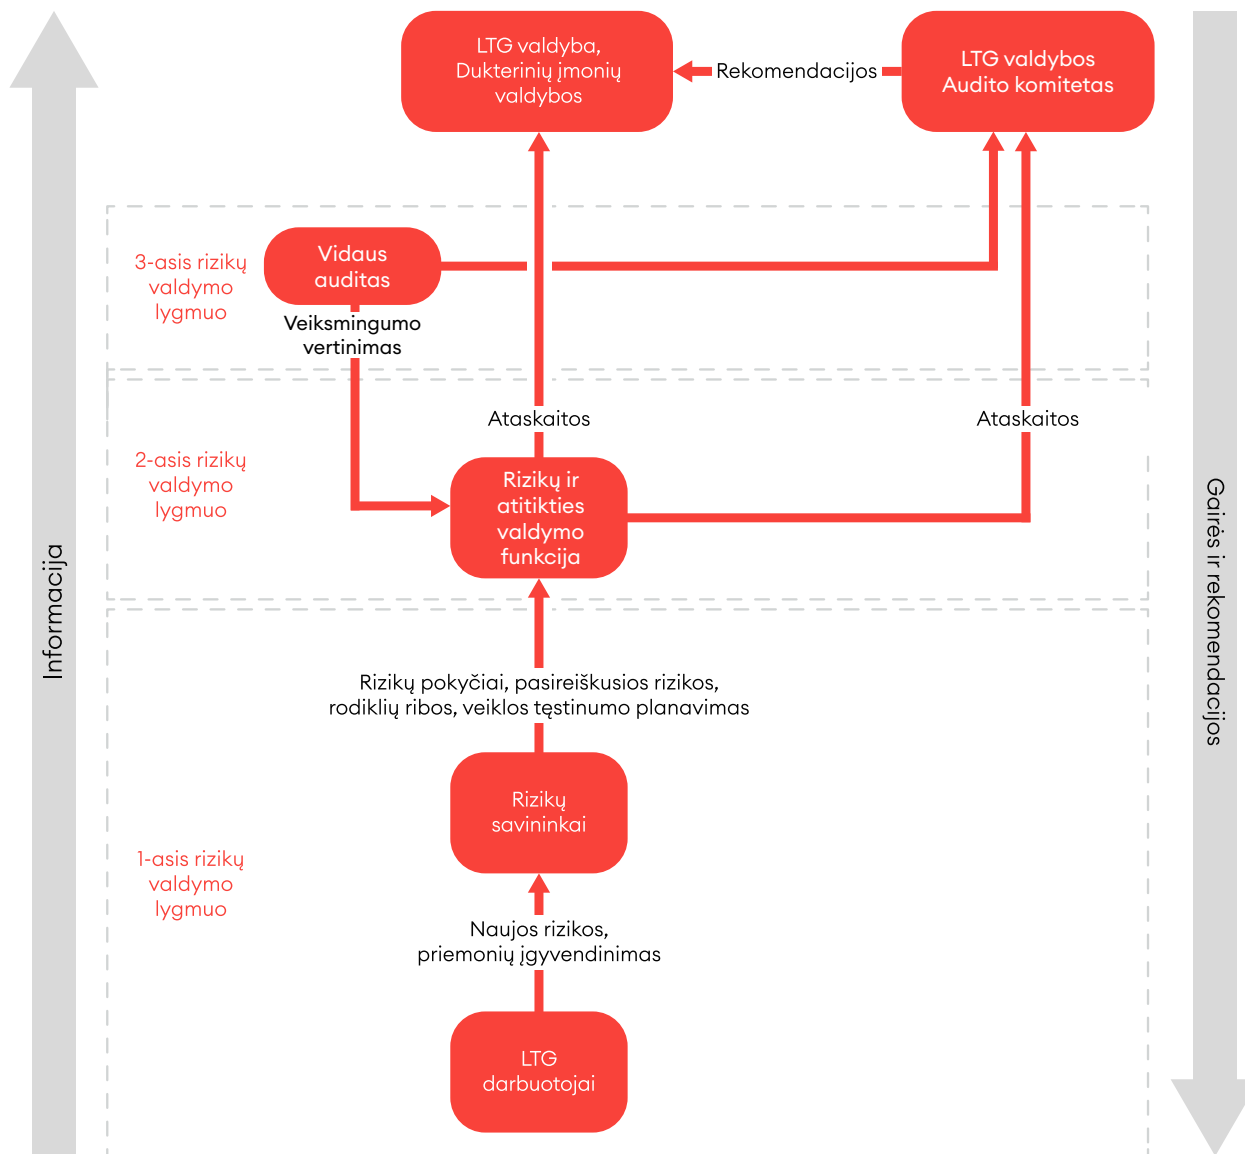 LTG valdyba,
Dukterinių įmonių
valdybos
Rekomendacijos
LTG valdybos
Audito komitetas
3-asis rizikų
valdymo
lygmuo
Vidaus
auditas
Veiksmingumo
vertinimas
Ataskaitos
Ataskaitos
2-asis rizikų
valdymo
lygmuo
Rizikų ir
atitikties
valdymo
funkcija
Informacija
Gairės ir rekomendacijos
Rizikų pokyčiai, pasireiškusios rizikos,
rodiklių ribos, veiklos tęstinumo planavimas
Rizikų
savininkai
1-asis rizikų
valdymo
lygmuo
Naujos rizikos,
priemonių įgyvendinimas
LTG
darbuotojai